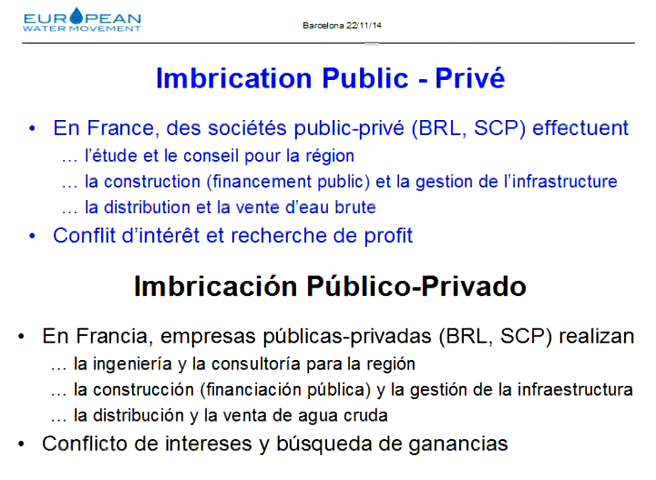 EUROPEAN
WATER MOVEMENT
Barcelona 22/11/14
Imbrication Public - Privé
• En France, des sociétés public-privé (BRL, SCP) effectuent
… l'étude et le conseil pour la région
… la construction (financement public) et la gestion de l'infrastructure
… la distribution et la vente d'eau brute
• Conflit d'intérêt et recherche de profit
Imbricación Público-Privado
• En Francia, empresas públicas-privadas (BRL, SCP) realizan
… la ingeniería y la consultoría para la región
… la construcción (financiación pública) y la gestión de la infraestructura
… la distribución y la venta de agua cruda
• Conflicto de intereses y búsqueda de ganancias